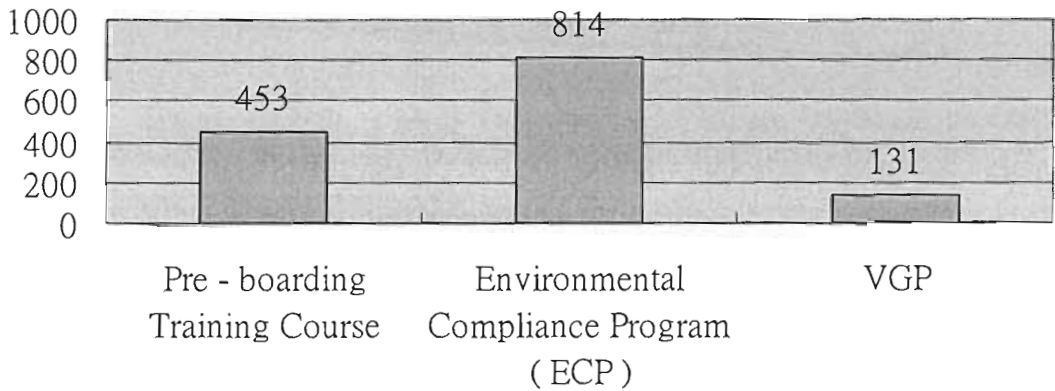 1000
800
600
400
200
0
453
814
131
Pre - boarding
Training Course
Environmental
Compliance Program
( ECP )
VGP